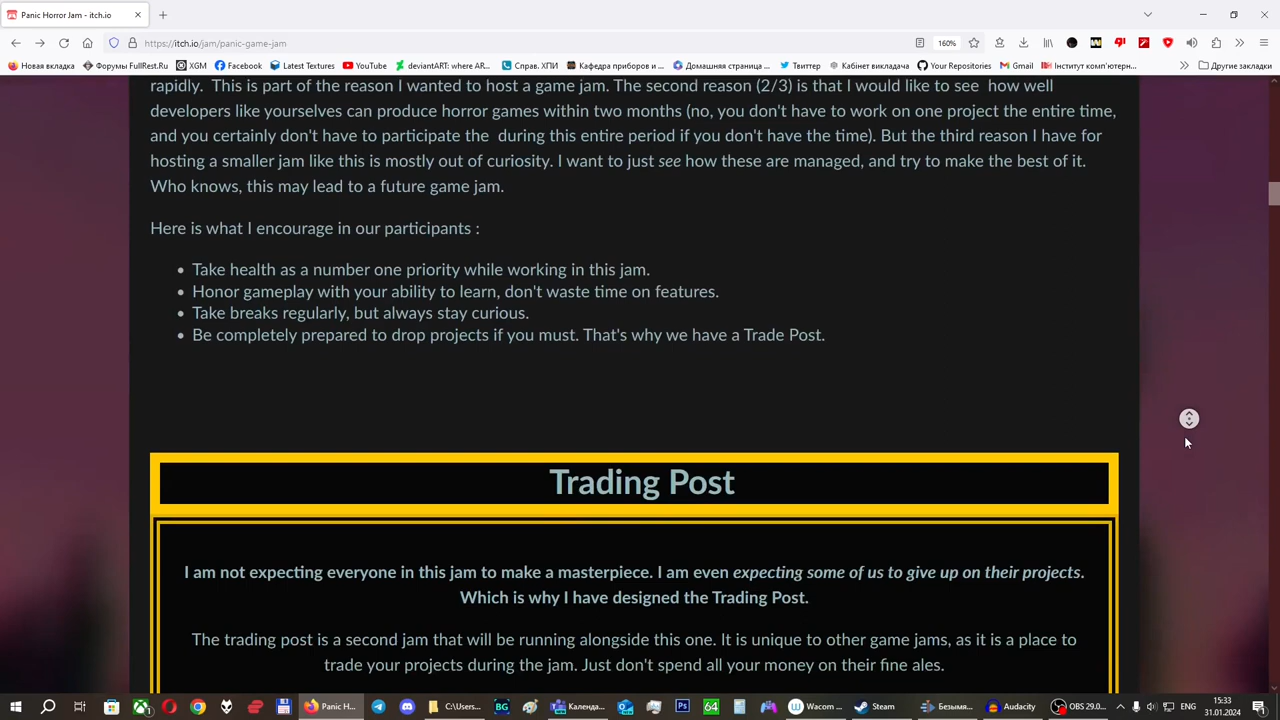 Panic Horror Jam - itch.io
https://itch.io/jam/panic-game-jam
160%
Новая вкладка
Форумы FullRest.Ru
XGM
Facebook
Latest Textures
YouTube
deviantART: where AR...
Справ. ХПИ
Кафедра приборов и ...
Домашняя страница ...
Твиттер
Кабінет викладача
Your Repositories
Gmail
Інститут комп'ютерн...
Другие закладки
rapidly. This is part of the reason I wanted to host a game jam. The second reason (2/3) is that I would like to see how well
developers like yourselves can produce horror games within two months (no, you don't have to work on one project the entire time,
and you certainly don't have to participate the during this entire period if you don't have the time). But the third reason I have for
hosting a smaller jam like this is mostly out of curiosity. I want to just see how these are managed, and try to make the best of it.
Who knows, this may lead to a future game jam.
Here is what I encourage in our participants :
Take health as a number one priority while working in this jam.
Honor gameplay with your ability to learn, don't waste time on features.
Take breaks regularly, but always stay curious.
Be completely prepared to drop projects if you must. That's why we have a Trade Post.
Trading Post
I am not expecting everyone in this jam to make a masterpiece. I am even expecting some of us to give up on their projects.
Which is why I have designed the Trading Post.
The trading post is a second jam that will be running alongside this one. It is unique to other game jams, as it is a place to
trade your projects during the jam. Just don't spend all your money on their fine ales.
Panic H...
C:\Users...
BG
Календа...
Ps
64
Wacom ...
Steam
Безымя...
Audacity
OBS 29.0...
15:33
31.01.2024